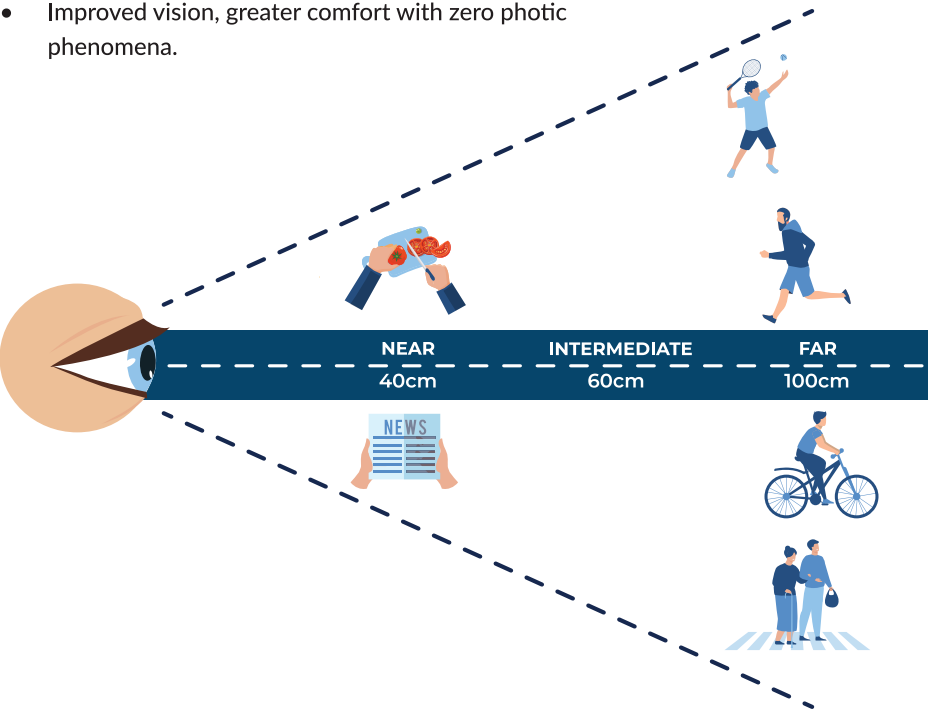 • Improved vision, greater comfort with zero photic
phenomena.
NEAR INTERMEDIATE FAR
40cm 60cm 100cm
NEWS